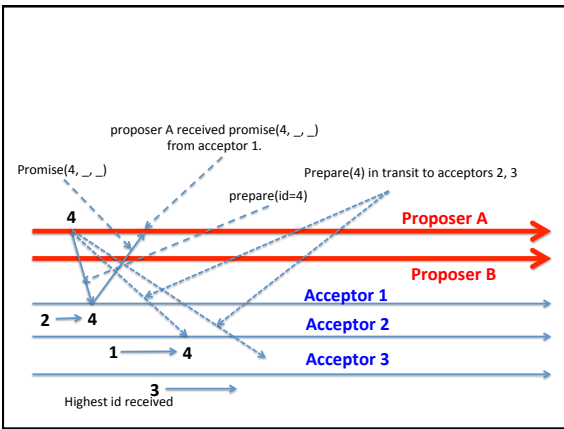 proposer A received promise(4, _, _)
from acceptor 1.
Promise(4, _, _)
Prepare(4) in transit to acceptors 2, 3
prepare(id=4)
4
Proposer A
Proposer B
Acceptor 1
2 4
Acceptor 2
1 4
Acceptor 3
3
Highest id received